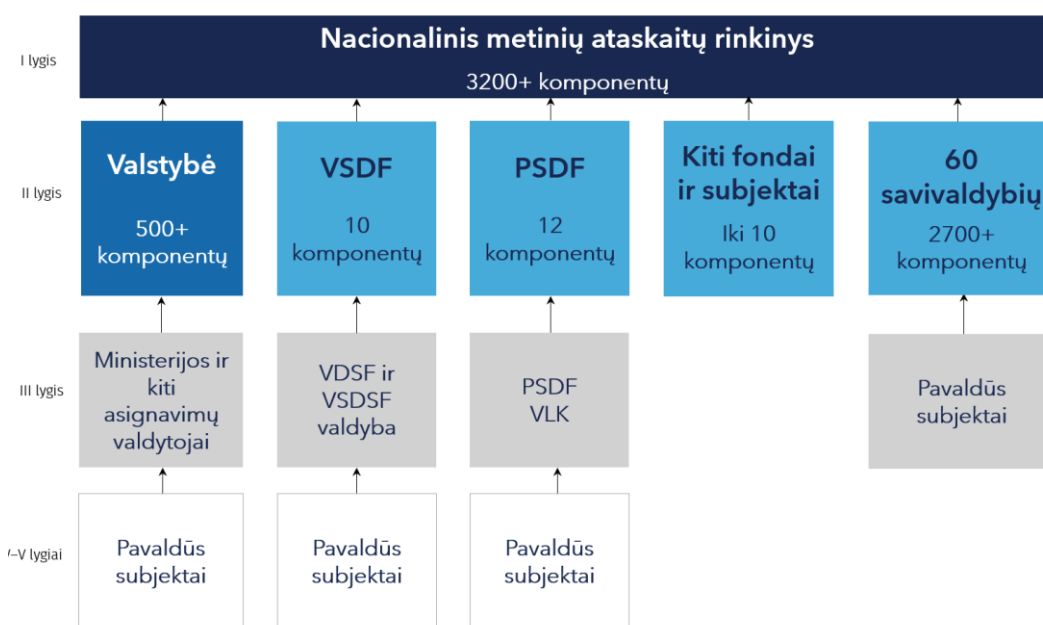 Nacionalinis metinių ataskaitų rinkinys
3200+ komponentų
I lygis
Valstybė
500+
komponentų
VSDF
10
komponentų
PSDF
12
komponentų
Kiti fondai
ir subjektai
Iki 10
komponentų
60
savivaldybių
2700+
komponentų
II lygis
Ministerijos ir
kiti
asignavimų
valdytojai
VDSF ir
VSDSF
valdyba
PSDF
VLK
Pavaldūs
subjektai
III lygis
Pavaldūs
subjektai
Pavaldūs
subjektai
Pavaldūs
subjektai
–V lygiai